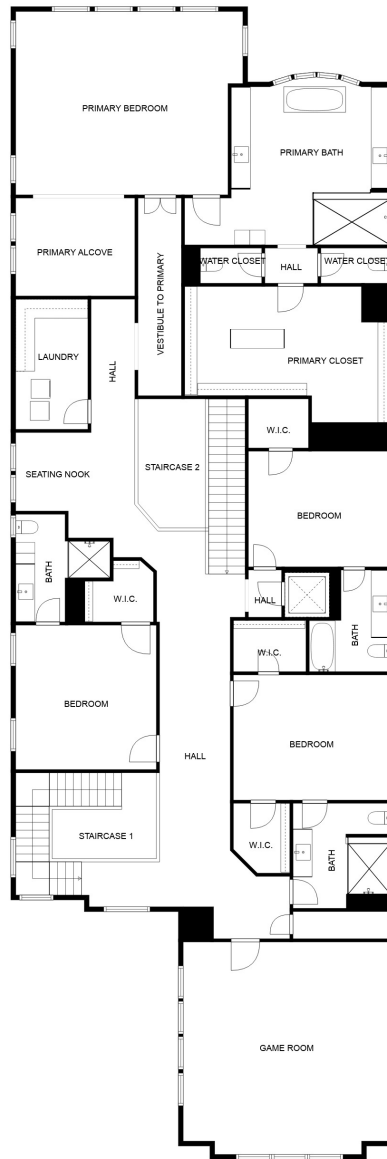 PRIMARY BEDROOM
PRIMARY BATH
PRIMARY ALCOVE
VESTIBULE TO PRIMARY
WATER CLOSET
HALL
WATER CLOSET
LAUNDRY
HALL
PRIMARY CLOSET
W.I.C.
SEATING NOOK
STAIRCASE 2
BEDROOM
BATH
W.I.C.
HALL
BATH
W.I.C.
BEDROOM
BEDROOM
HALL
STAIRCASE 1
W.I.C.
BATH
GAME ROOM